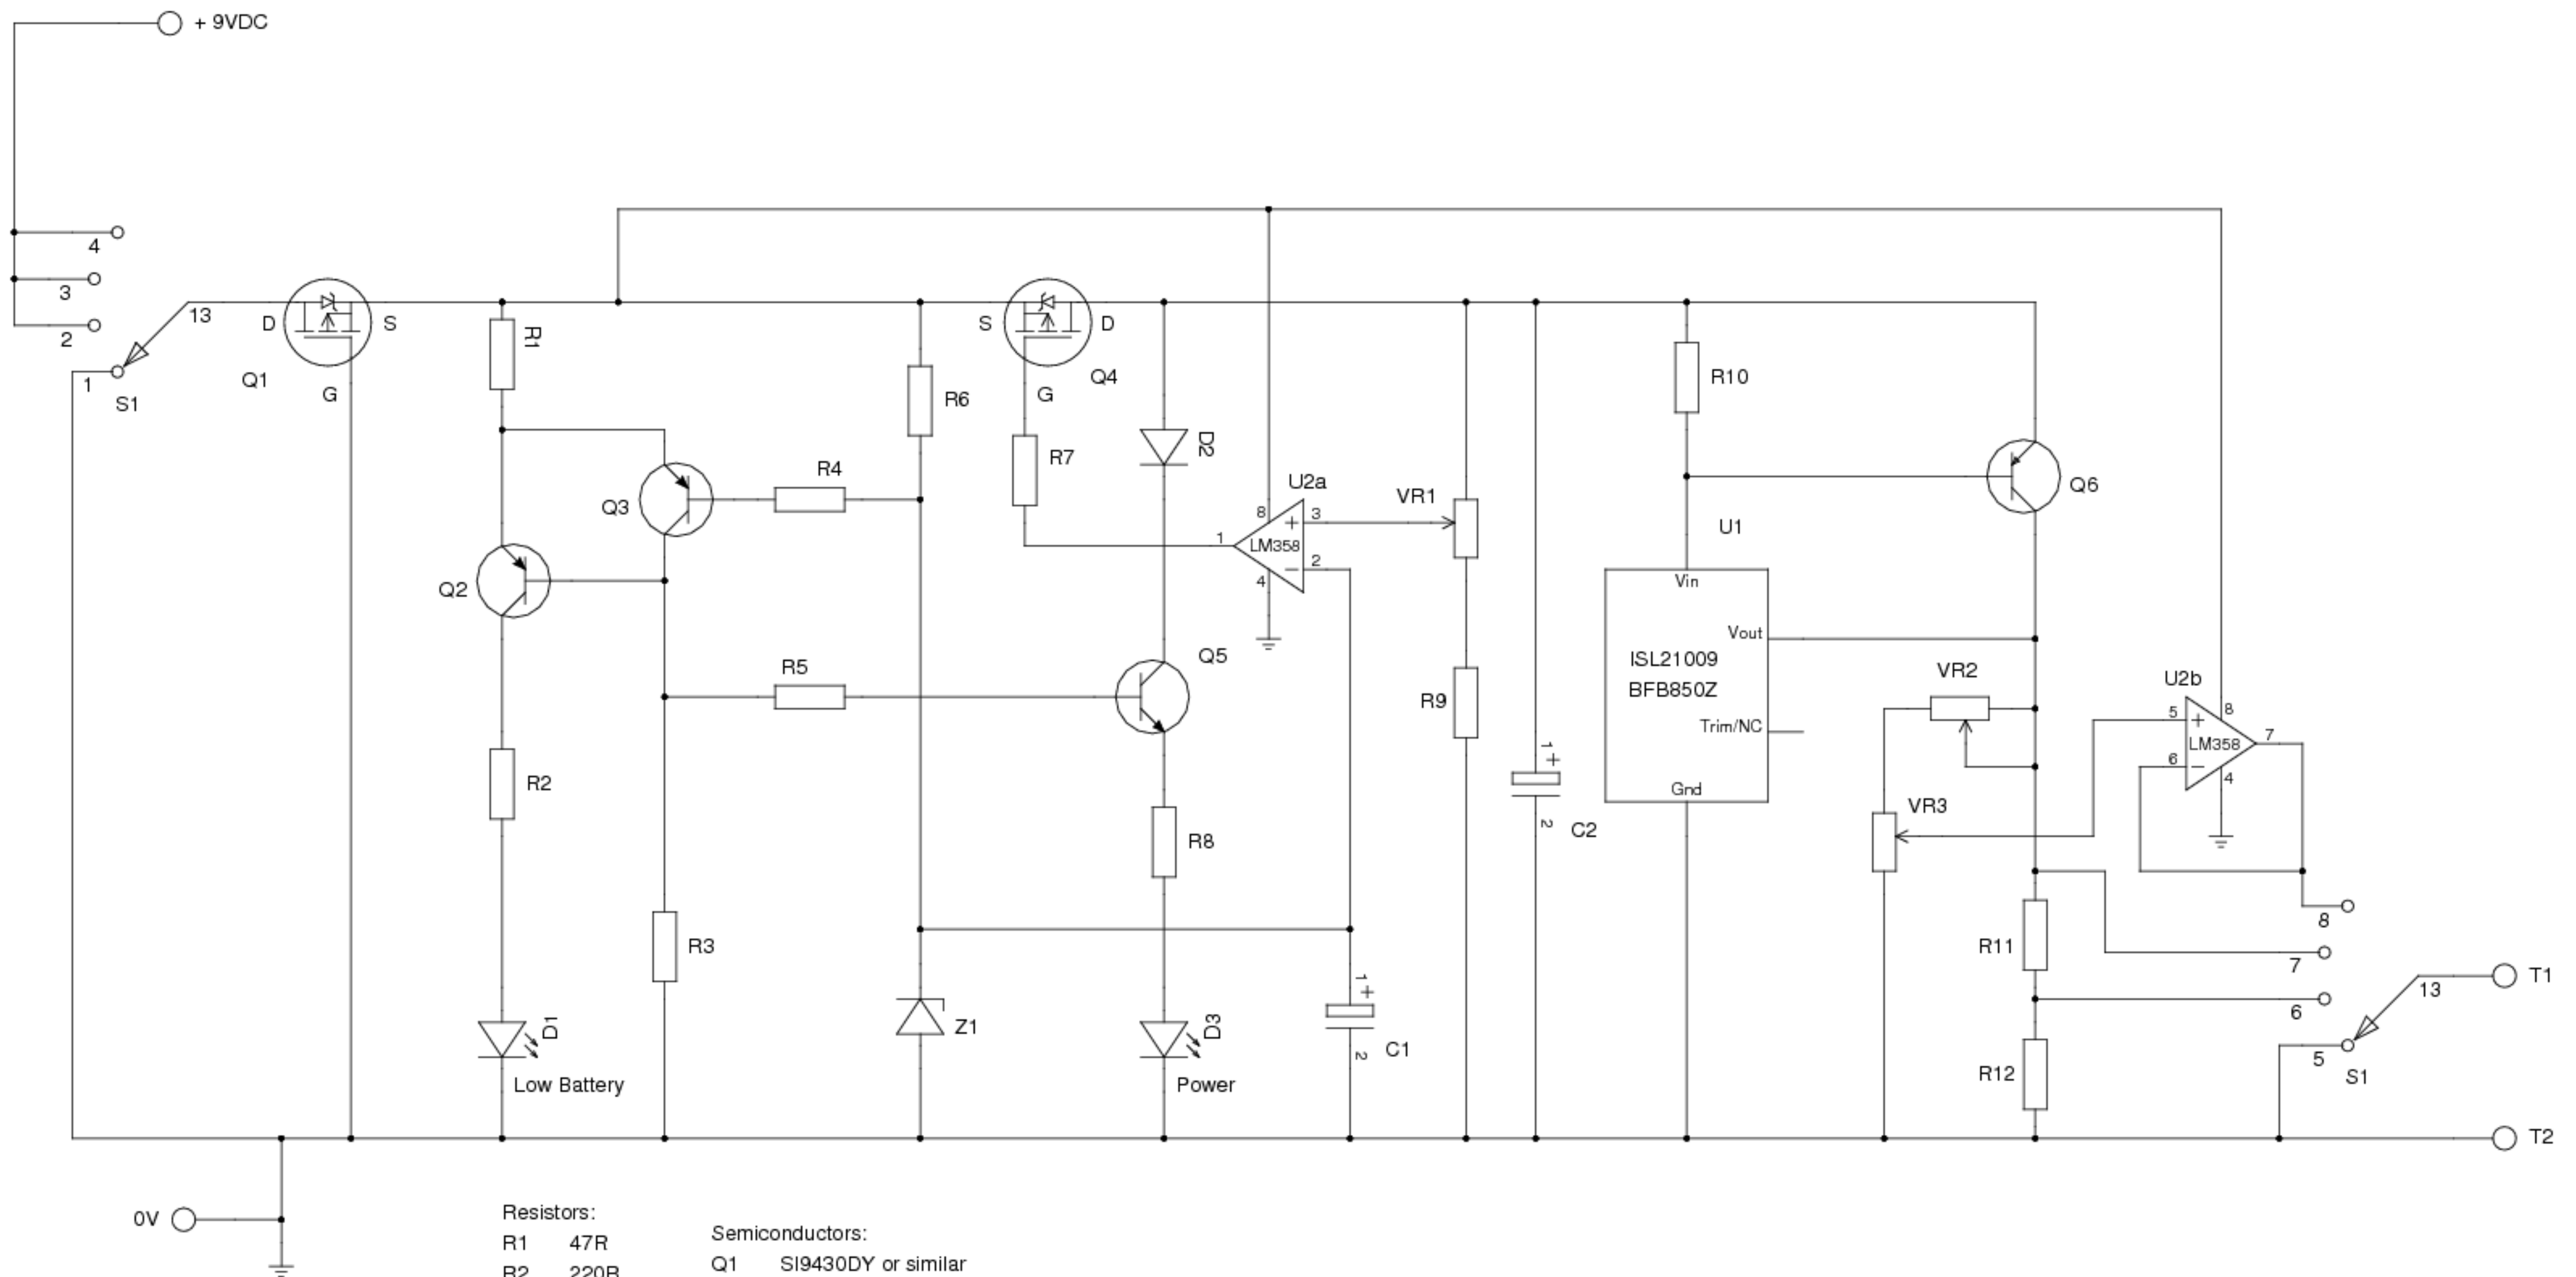 + 9VDC
4
3
2
1
S1
13
D
S
Q1
G
R1
Q3
Q2
R4
R6
R5
R2
R3
D1
Low Battery
Z1
S
D
Q4
G
R7
D2
U2a
8
1
LM358
4
+ 3
− 2
VR1
Q5
R8
R9
D3
Power
1 +
2
C1
1 +
2
C2
R10
U1
Q6
Vin
Vout
ISL21009
BFB850Z
Trim/NC
Gnd
VR2
VR3
U2b
5 +
8
LM358
7
6 −
4
R11
R12
8
7
6
5
13
S1
T1
T2
0V
Resistors:
R1 47R
R2 220R
Semiconductors:
Q1 SI9430DY or similar